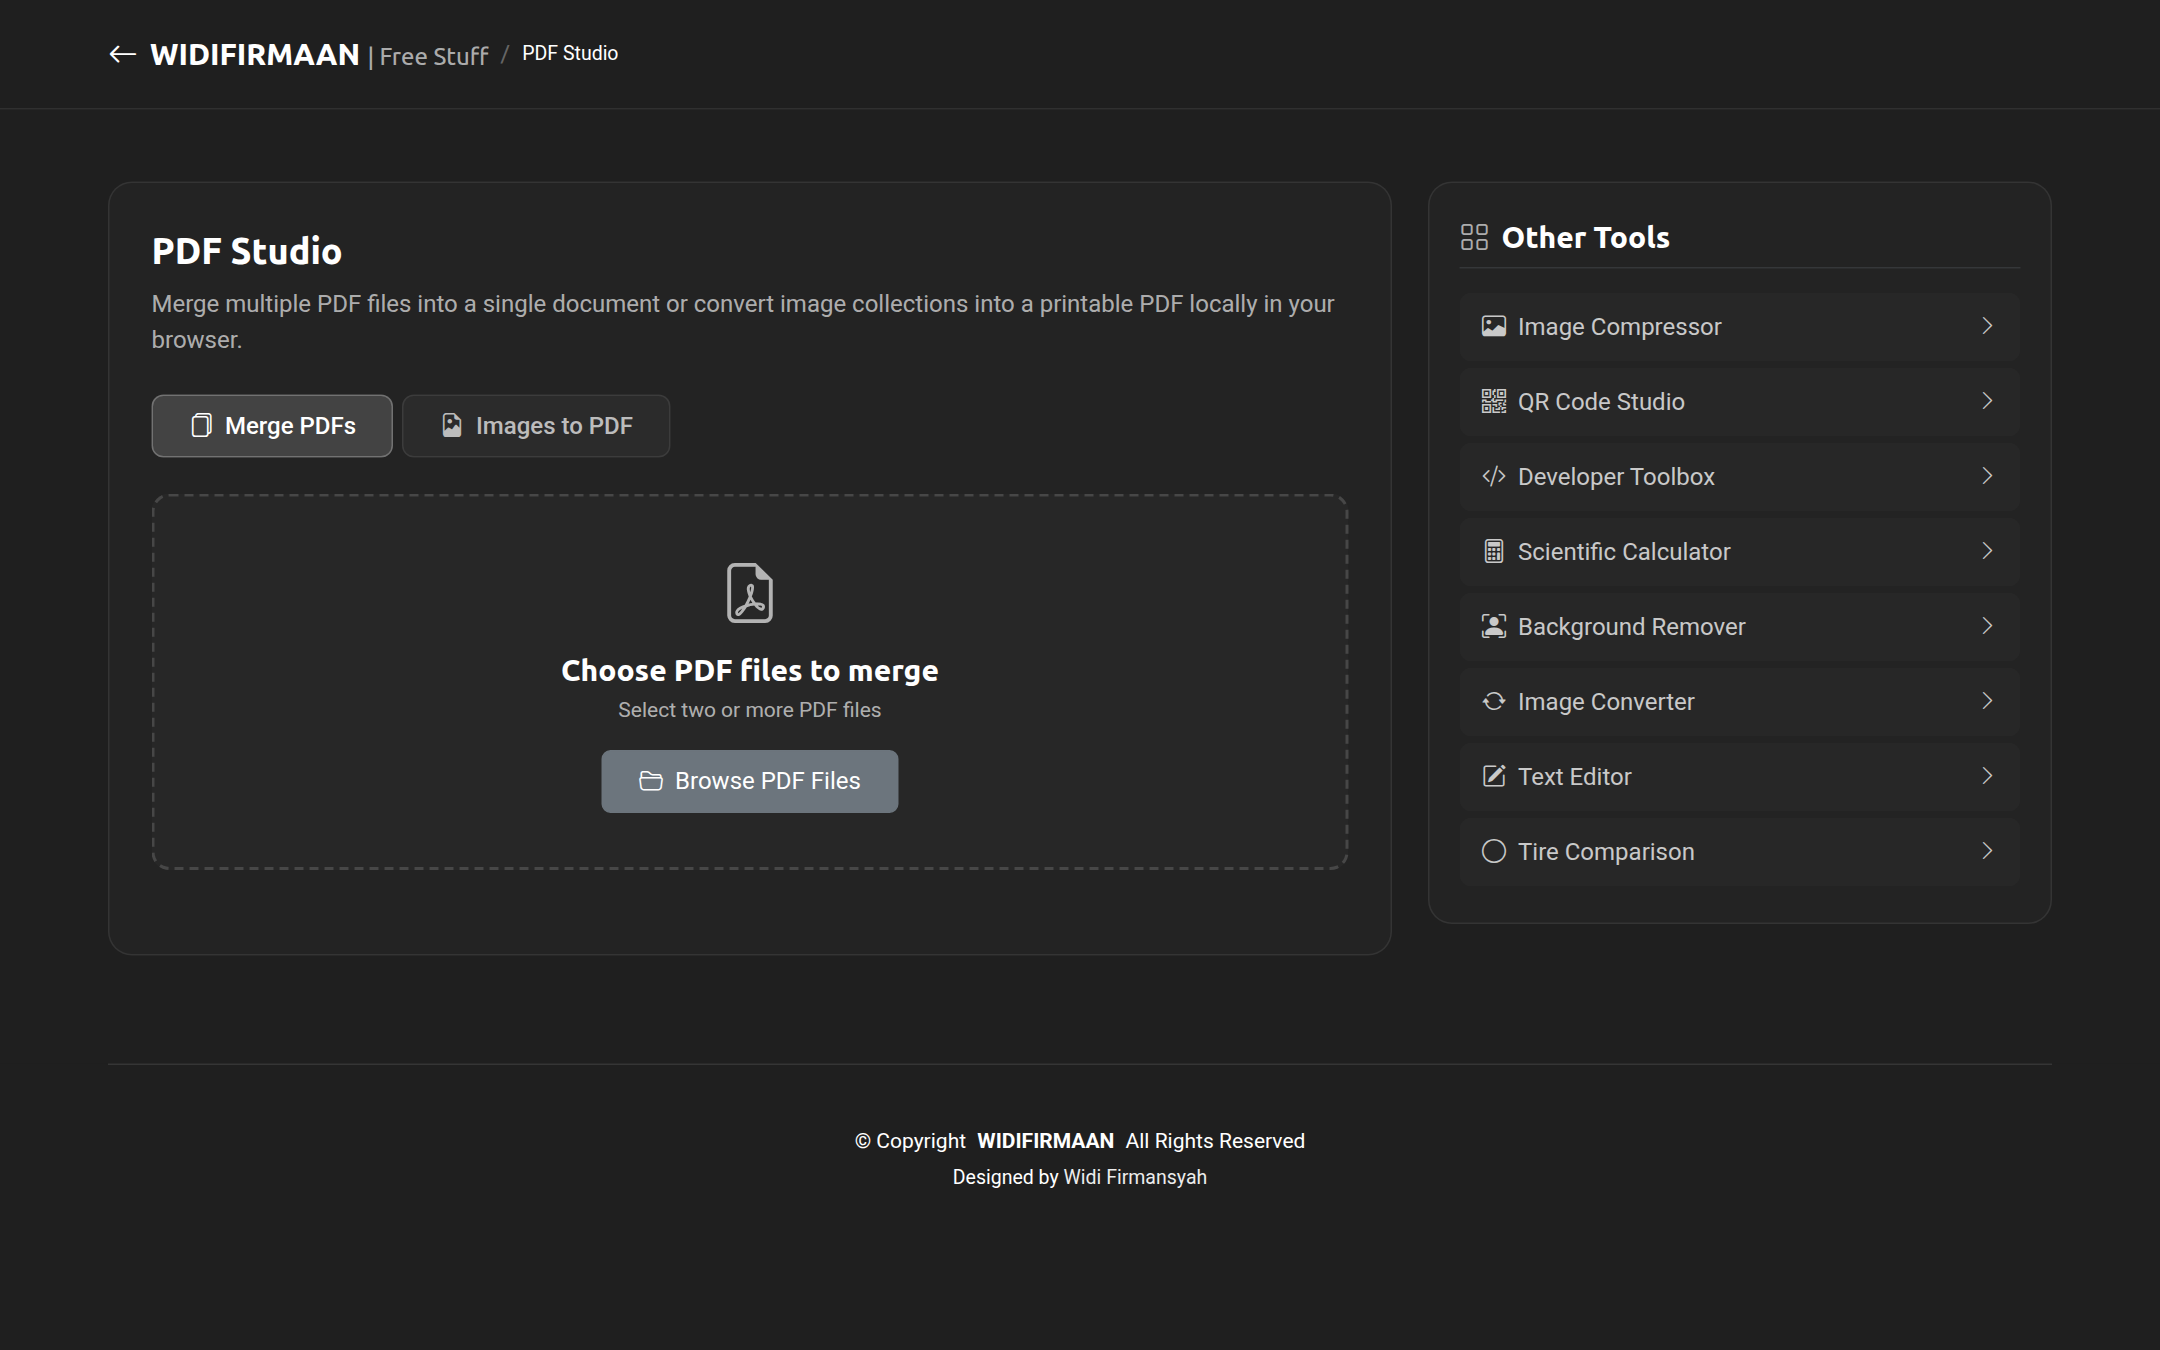 WIDIFIRMAAN | Free Stuff / PDF Studio
PDF Studio
Merge multiple PDF files into a single document or convert image collections into a printable PDF locally in your
browser.
Merge PDFs
Images to PDF
Choose PDF files to merge
Select two or more PDF files
Browse PDF Files
Other Tools
Image Compressor
QR Code Studio
Developer Toolbox
Scientific Calculator
Background Remover
Image Converter
Text Editor
Tire Comparison
© Copyright WIDIFIRMAAN All Rights Reserved
Designed by Widi Firmansyah